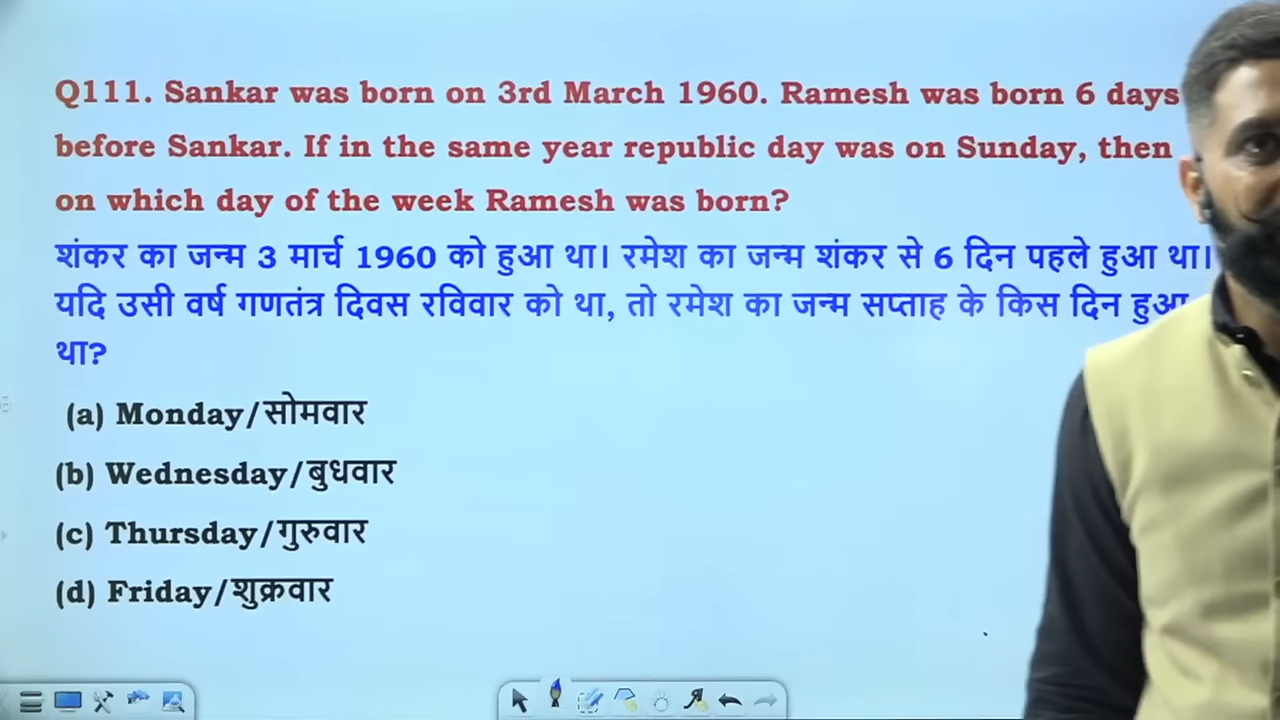 Q111. Sankar was born on 3rd March 1960. Ramesh was born 6 days
before Sankar. If in the same year republic day was on Sunday, then
on which day of the week Ramesh was born?
शंकर का जन्म 3 मार्च 1960 को हुआ था। रमेश का जन्म शंकर से 6 दिन पहले हुआ था।
यदि उसी वर्ष गणतंत्र दिवस रविवार को था, तो रमेश का जन्म सप्ताह के किस दिन हुआ
था?
(a) Monday/सोमवार
(b) Wednesday/बुधवार
(c) Thursday/गुरुवार
(d) Friday/शुक्रवार